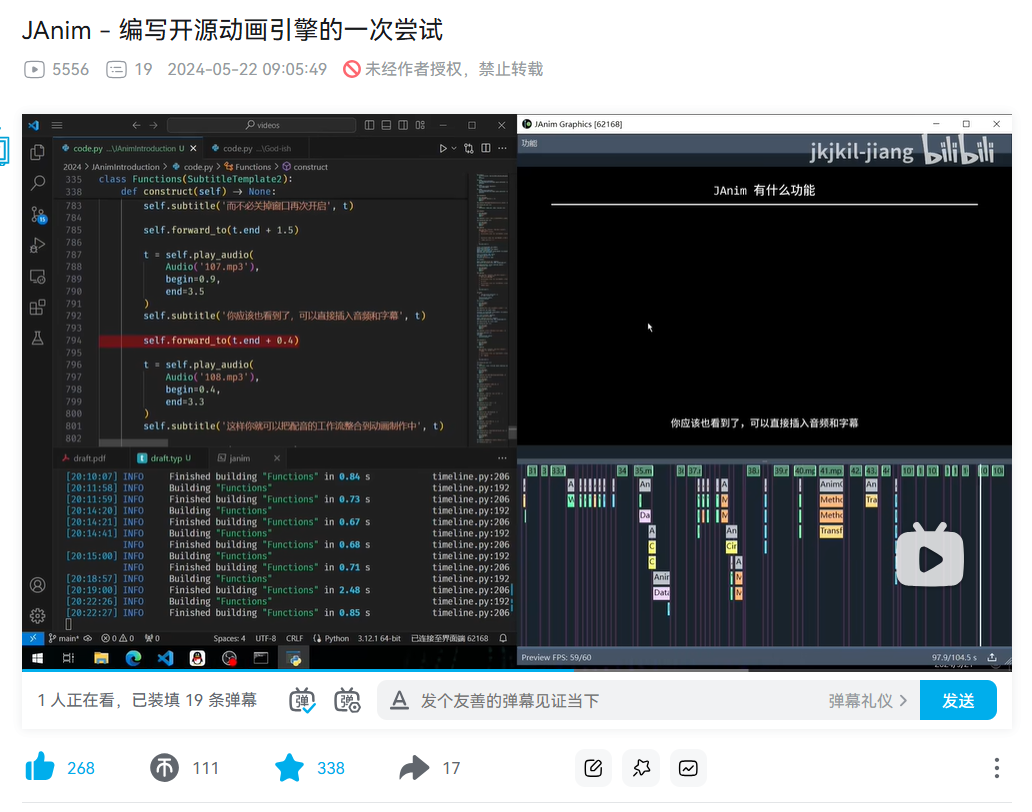 JAnim - 编写开源动画引擎的一次尝试
5556 19 2024-05-22 09:05:49 未经作者授权，禁止转载
videos
code.py ...\JAnimIntroduction U code.py ...\God-ish
2024 > JAnimIntroduction > code.py > Functions > construct
335 class Functions(SubtitleTemplate2):
338 def construct(self) → None:
783 self.subtitle('而不必关掉窗口再次开启', t)
784
785 self.forward_to(t.end + 1.5)
786
787 t = self.play_audio(
788 Audio('107.mp3'),
789 begin=0.9,
790 end=3.5
791 )
792 self.subtitle('你应该也看到了，可以直接插入音频和字幕', t)
793
794 self.forward_to(t.end + 0.4)
795
796 t = self.play_audio(
797 Audio('108.mp3'),
798 begin=0.4,
799 end=3.3
800 )
801 self.subtitle('这样你就可以把配音的工作流整合到动画制作中', t)
802
draft.pdf draft.typ U janim
[20:10:07] INFO Finished building "Functions" in 0.84 s timeline.py:206
[20:11:58] INFO Building "Functions" timeline.py:192
[20:11:59] INFO Finished building "Functions" in 0.73 s timeline.py:206
[20:14:20] INFO Building "Functions" timeline.py:192
[20:14:21] INFO Finished building "Functions" in 0.67 s timeline.py:206
[20:14:41] INFO Building "Functions" timeline.py:192
INFO Finished building "Functions" in 0.68 s timeline.py:206
[20:15:00] INFO Building "Functions" timeline.py:192
INFO Finished building "Functions" in 0.71 s timeline.py:206
[20:18:57] INFO Building "Functions" timeline.py:192
[20:19:00] INFO Finished building "Functions" in 2.48 s timeline.py:206
[20:22:26] INFO Building "Functions" timeline.py:192
[20:22:27] INFO Finished building "Functions" in 0.85 s timeline.py:206
main* 0 0 0 Spaces: 4 UTF-8 CRLF Python 3.12.1 64-bit 已连接至界面端 62168
JAnim Graphics [62168]
功能
jkjkil-jiang bilibili
JAnim 有什么功能
你应该也看到了，可以直接插入音频和字幕
Preview FPS: 59/60 97.9/104.5 s
1 人正在看，已装填 19 条弹幕 弹 弹 A 发个友善的弹幕见证当下 弹幕礼仪 > 发送
268 111 338 17